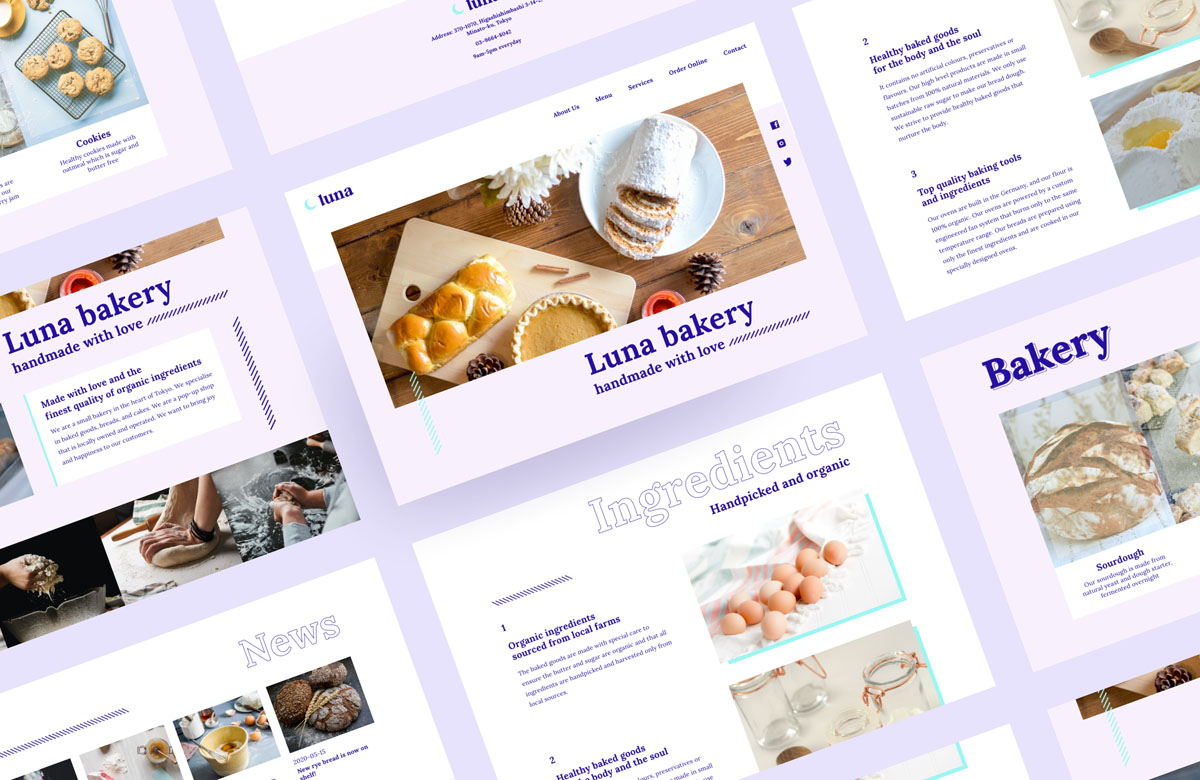 luna
Address: 370-1070, Higashishimbashi 3-14-
Minato-ku, Tokyo
03-9664-8042
9am-5pm everyday
Cookies
Healthy cookies made with
oatmeal which is sugar and
butter free
s are
our
ry jam
luna
About Us
Menu
Services
Order Online
Contact
Luna bakery
handmade with love
2
Healthy baked goods
for the body and the soul
It contains no artificial colours, preservatives or
flavours. Our high level products are made in small
batches from 100% natural materials. We only use
sustainable raw sugar to make our bread dough.
We strive to provide healthy baked goods that
nurture the body.
3
Top quality baking tools
and ingredients
Our ovens are built in the Germany, and our flour is
100% organic. Our ovens are powered by a custom
engineered fan system that burns only to the same
temperature range. Our breads are prepared using
only the finest ingredients and are cooked in our
specially designed ovens.
Luna bakery
handmade with love
Made with love and the
finest quality of organic ingredients
We are a small bakery in the heart of Tokyo. We specialise
in baked goods, breads, and cakes. We are a pop-up shop
that is locally owned and operated. We want to bring joy
and happiness to our customers.
Bakery
Sourdough
Our sourdough is made from
natural yeast and dough starter,
fermented overnight
Ingredients
Handpicked and organic
1
Organic ingredients
sourced from local farms
The baked goods are made with special care to
ensure the butter and sugar are organic and that all
ingredients are handpicked and harvested only from
local sources.
2
Healthy baked goods
for the body and the soul
colours, preservatives or
made in small
News
2020-05-15
New rye bread is now on
shelf!